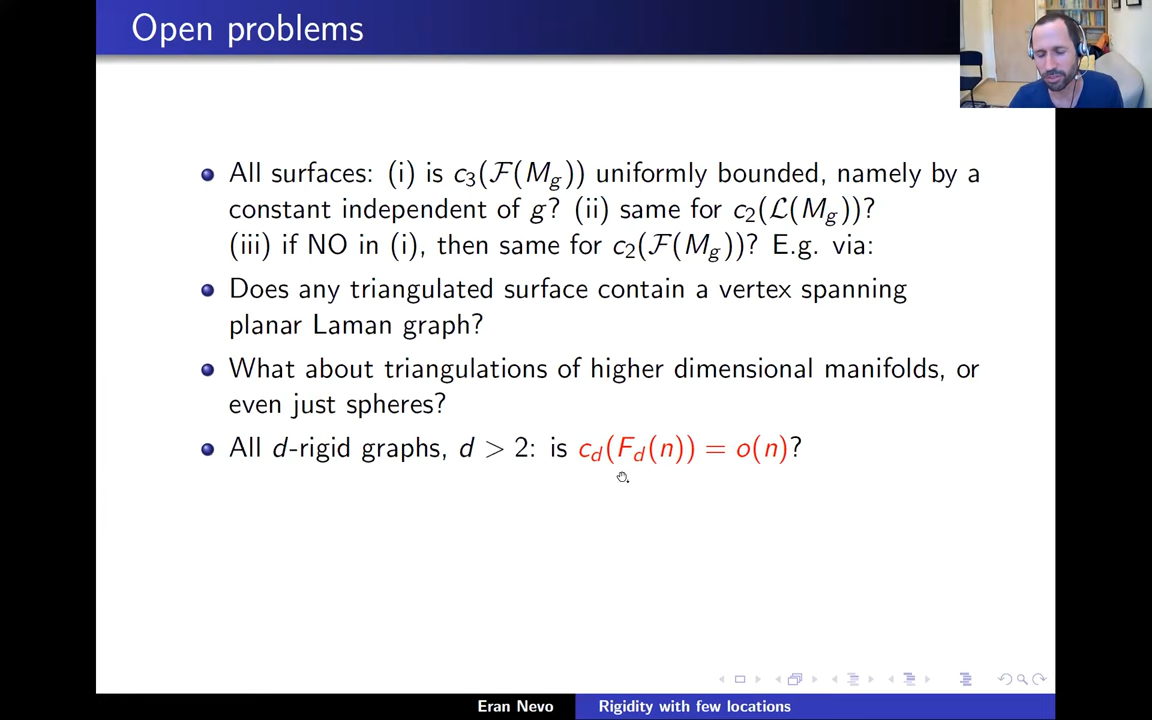 Open problems
All surfaces: (i) is c₃(ℱ(M_g)) uniformly bounded, namely by a
constant independent of g? (ii) same for c₂(ℒ(M_g))?
(iii) if NO in (i), then same for c₂(ℱ(M_g))? E.g. via:
Does any triangulated surface contain a vertex spanning
planar Laman graph?
What about triangulations of higher dimensional manifolds, or
even just spheres?
All d-rigid graphs, d > 2: is c_d(F_d(n)) = o(n)?
Eran Nevo
Rigidity with few locations